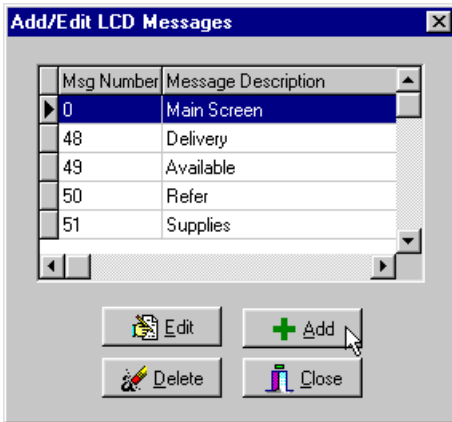 Add/Edit LCD Messages
Msg Number Message Description
0 Main Screen
48 Delivery
49 Available
50 Refer
51 Supplies
Edit Add
Delete Close